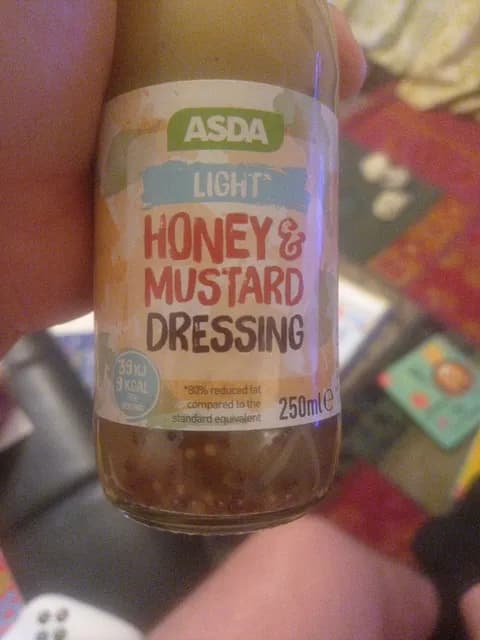 ASDA
LIGHT*
HONEY &
MUSTARD
DRESSING
39 KJ
9 KCAL
*80% reduced fat
compared to the
standard equivalent
250ml e